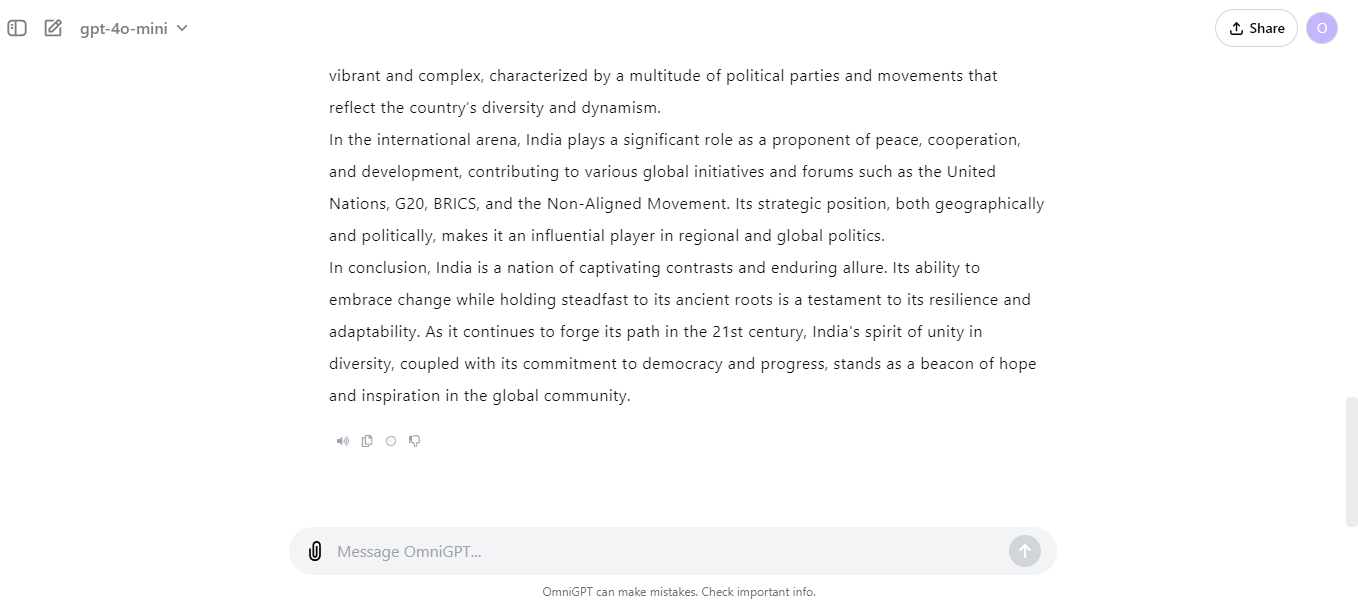 gpt-4o-mini
Share
O
vibrant and complex, characterized by a multitude of political parties and movements that
reflect the country's diversity and dynamism.
In the international arena, India plays a significant role as a proponent of peace, cooperation,
and development, contributing to various global initiatives and forums such as the United
Nations, G20, BRICS, and the Non-Aligned Movement. Its strategic position, both geographically
and politically, makes it an influential player in regional and global politics.
In conclusion, India is a nation of captivating contrasts and enduring allure. Its ability to
embrace change while holding steadfast to its ancient roots is a testament to its resilience and
adaptability. As it continues to forge its path in the 21st century, India's spirit of unity in
diversity, coupled with its commitment to democracy and progress, stands as a beacon of hope
and inspiration in the global community.
Message OmniGPT...
OmniGPT can make mistakes. Check important info.